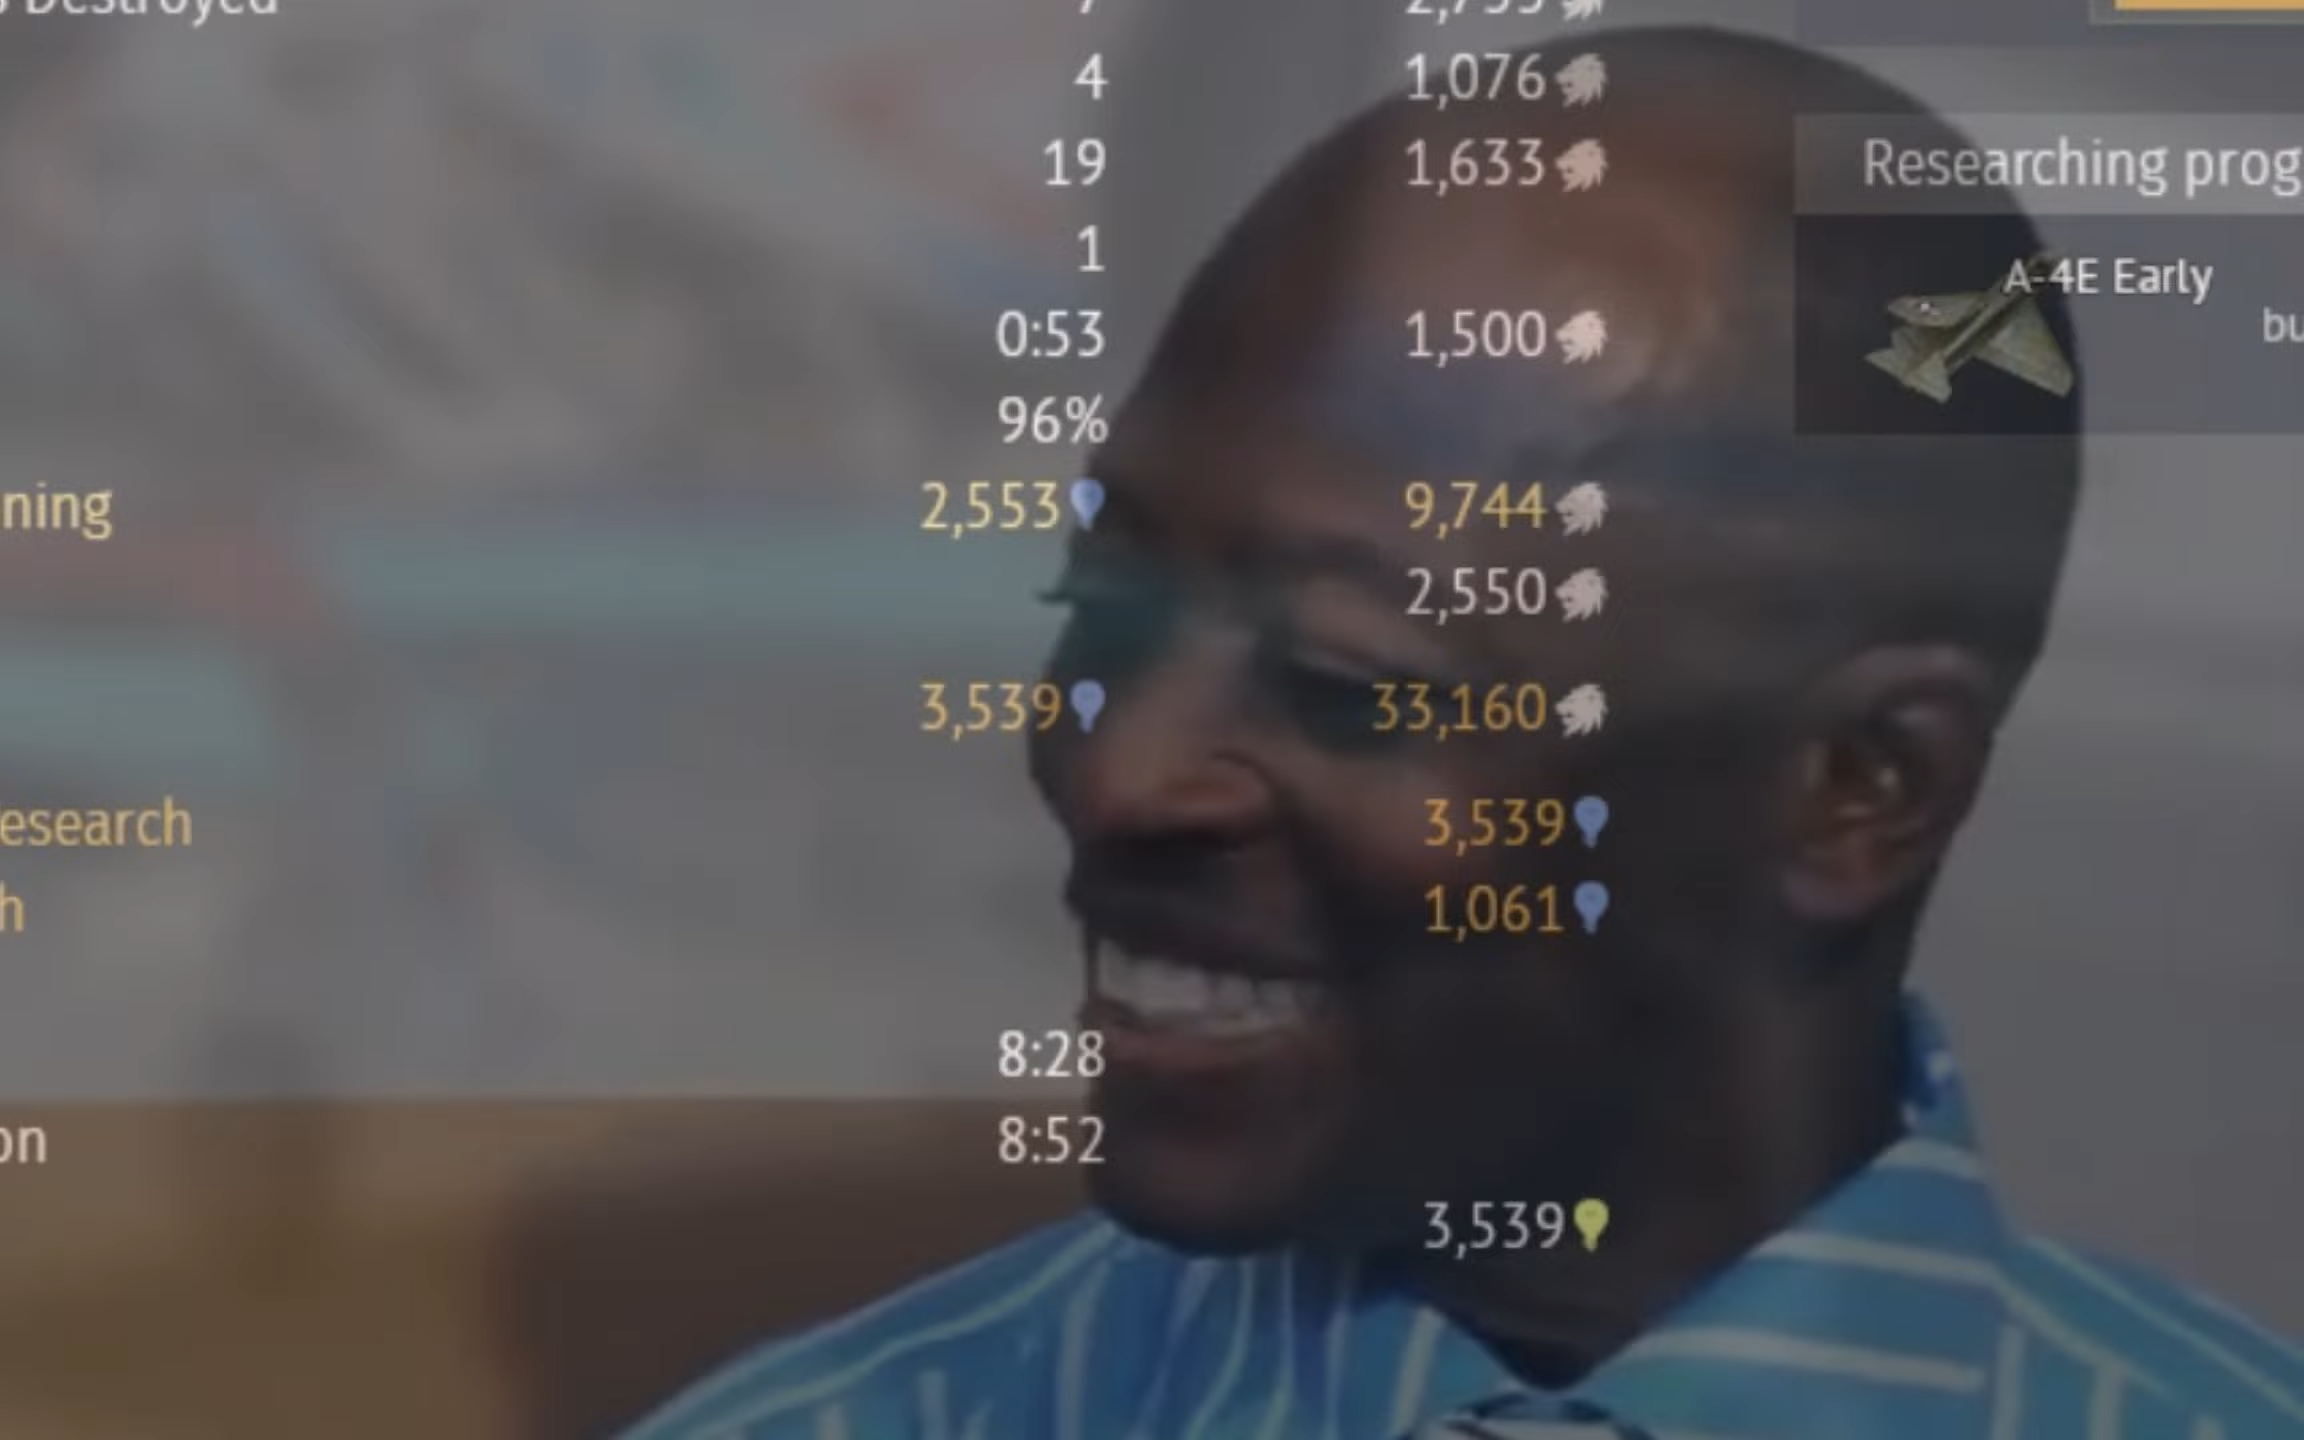 Destroyed 7
4 1,076
19 1,633 Researching prog
1
A-4E Early
0:53 1,500 bu
96%
ning 2,553 9,744
2,550
3,539 33,160
esearch 3,539
h 1,061
8:28
on 8:52
3,539